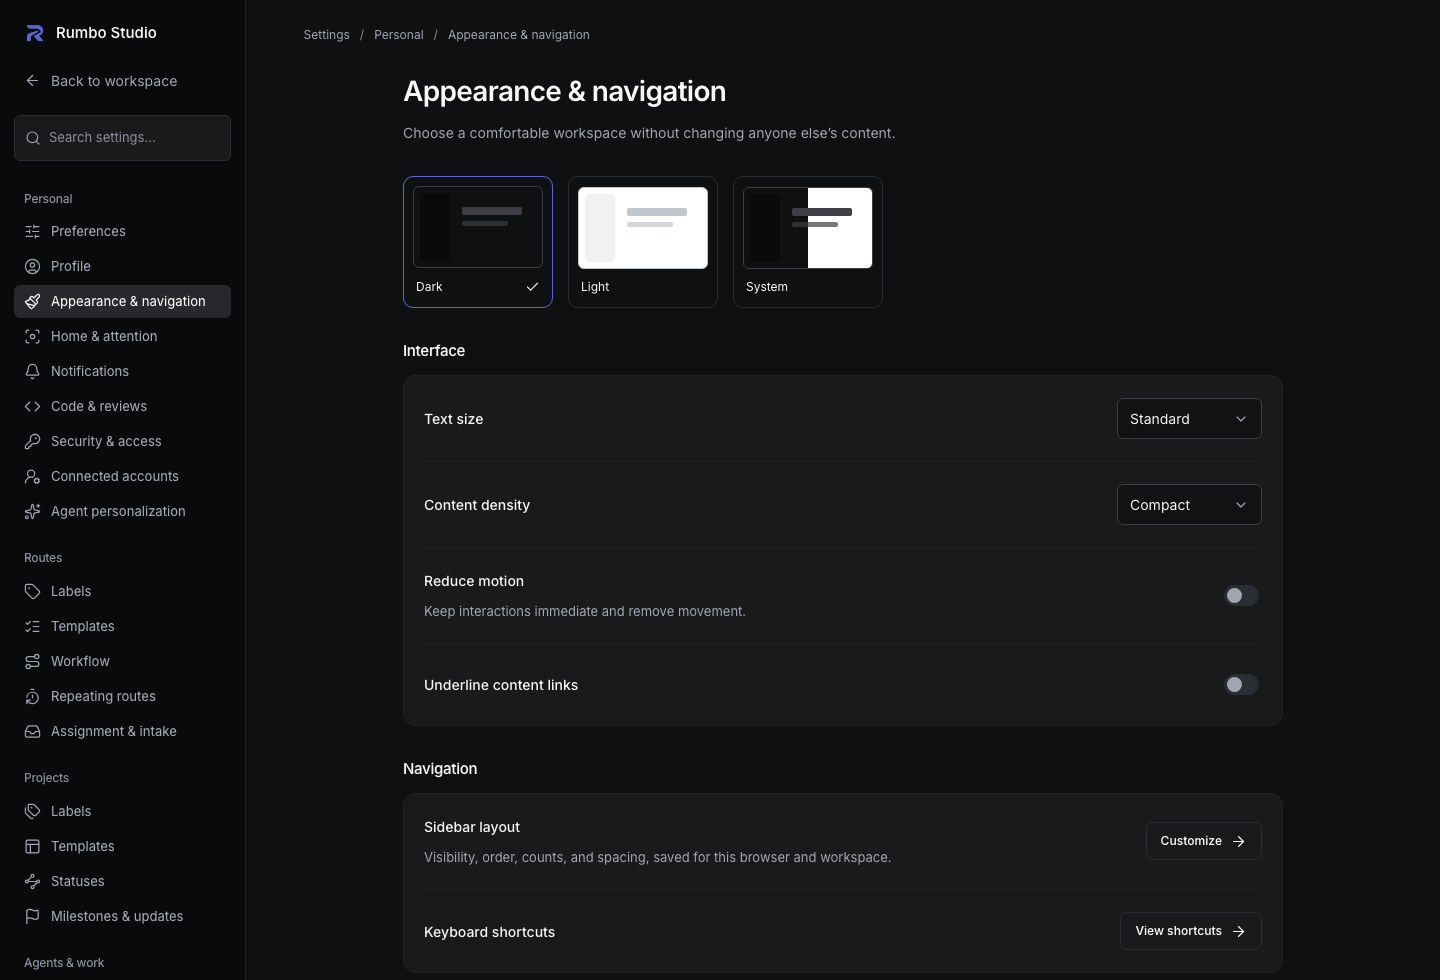 Rumbo Studio
Back to workspace
Search settings...
Personal
Preferences
Profile
Appearance & navigation
Home & attention
Notifications
Code & reviews
Security & access
Connected accounts
Agent personalization
Routes
Labels
Templates
Workflow
Repeating routes
Assignment & intake
Projects
Labels
Templates
Statuses
Milestones & updates
Agents & work
Settings / Personal / Appearance & navigation
Appearance & navigation
Choose a comfortable workspace without changing anyone else’s content.
Dark
Light
System
Interface
Text size
Standard
Content density
Compact
Reduce motion
Keep interactions immediate and remove movement.
Underline content links
Navigation
Sidebar layout
Visibility, order, counts, and spacing, saved for this browser and workspace.
Customize
Keyboard shortcuts
View shortcuts